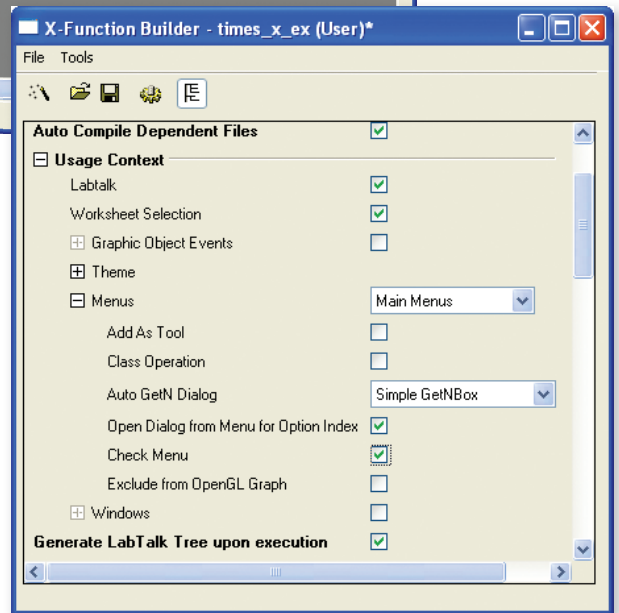 X-Function Builder - times_x_ex (User)*
File Tools
Auto Compile Dependent Files
Usage Context
Labtalk
Worksheet Selection
Graphic Object Events
Theme
Menus Main Menus
Add As Tool
Class Operation
Auto GetN Dialog Simple GetNBox
Open Dialog from Menu for Option Index
Check Menu
Exclude from OpenGL Graph
Windows
Generate LabTalk Tree upon execution